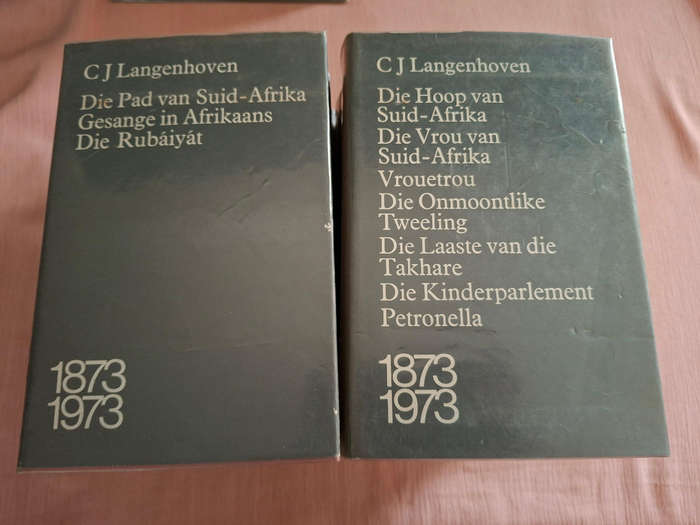 C J Langenhoven
Die Pad van Suid-Afrika
Gesange in Afrikaans
Die Rubáiyát
1873
1973
C J Langenhoven
Die Hoop van
Suid-Afrika
Die Vrou van
Suid-Afrika
Vrouetrou
Die Onmoontlike
Tweeling
Die Laaste van die
Takhare
Die Kinderparlement
Petronella
1873
1973